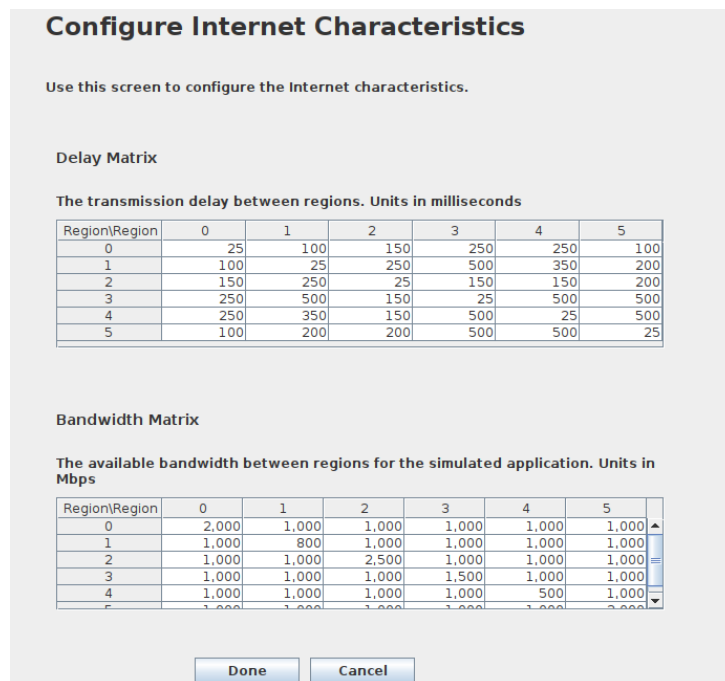 Configure Internet Characteristics
Use this screen to configure the Internet characteristics.
Delay Matrix
The transmission delay between regions. Units in milliseconds
Region\Region 0 1 2 3 4 5
0 25 100 150 250 250 100
1 100 25 250 500 350 200
2 150 250 25 150 150 200
3 250 500 150 25 500 500
4 250 350 150 500 25 500
5 100 200 200 500 500 25
Bandwidth Matrix
The available bandwidth between regions for the simulated application. Units in
Mbps
Region\Region 0 1 2 3 4 5
0 2,000 1,000 1,000 1,000 1,000 1,000
1 1,000 800 1,000 1,000 1,000 1,000
2 1,000 1,000 2,500 1,000 1,000 1,000
3 1,000 1,000 1,000 1,500 1,000 1,000
4 1,000 1,000 1,000 1,000 500 1,000
Done Cancel